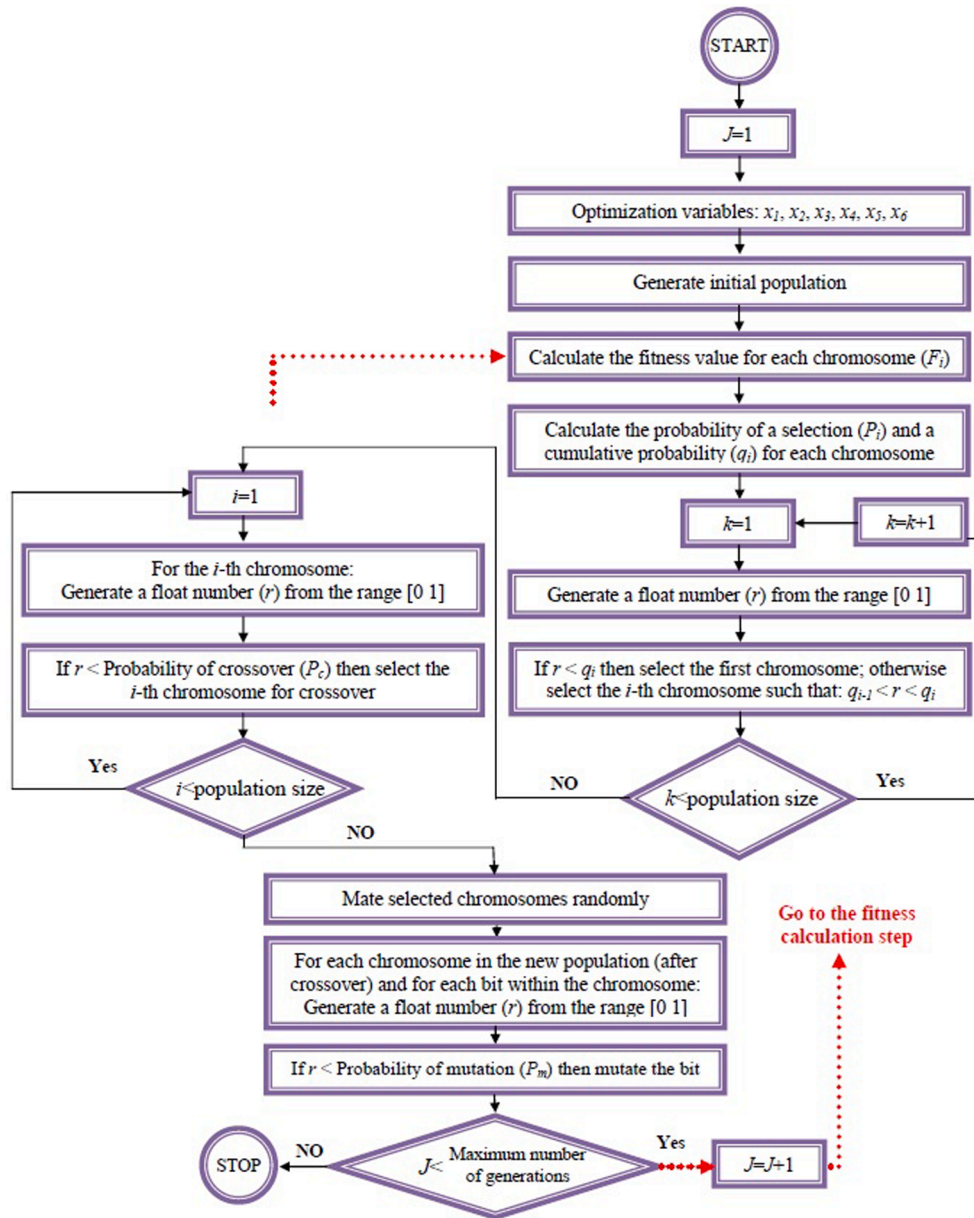 START
J=1
Optimization variables: x1, x2, x3, x4, x5, x6
Generate initial population
Calculate the fitness value for each chromosome (Fi)
Calculate the probability of a selection (Pi) and a
cumulative probability (qi) for each chromosome
k=1
k=k+1
Generate a float number (r) from the range [0 1]
If r < qi then select the first chromosome; otherwise
select the i-th chromosome such that: qi-1 < r < qi
k<population size
Yes
NO
i=1
For the i-th chromosome:
Generate a float number (r) from the range [0 1]
If r < Probability of crossover (Pc) then select the
i-th chromosome for crossover
i<population size
Yes
NO
Mate selected chromosomes randomly
For each chromosome in the new population (after
crossover) and for each bit within the chromosome:
Generate a float number (r) from the range [0 1]
If r < Probability of mutation (Pm) then mutate the bit
J< Maximum number
of generations
NO
STOP
Yes
J=J+1
Go to the fitness
calculation step